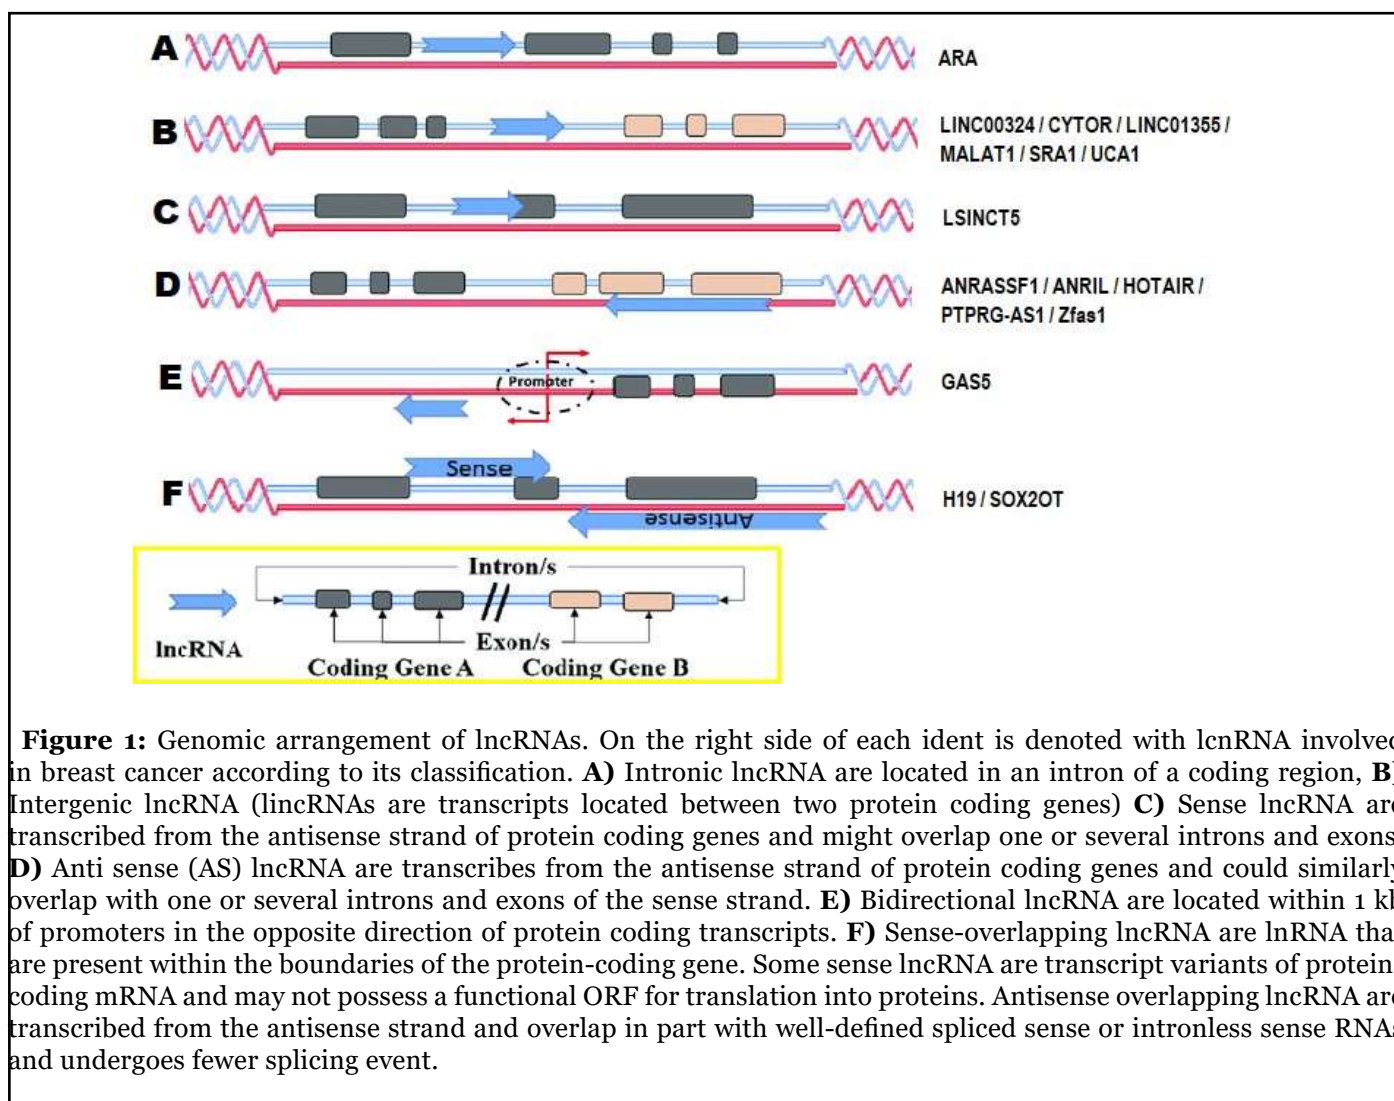 A
ARA
B
LINC00324 / CYTOR / LINC01355 /
MALAT1 / SRA1 / UCA1
C
LSINCT5
D
ANRASSF1 / ANRIL / HOTAIR /
PTPRG-AS1 / Zfas1
E
Promoter
GAS5
F
Sense
Antisense
H19 / SOX2OT
Intron/s
lncRNA
Exon/s
Coding Gene A
Coding Gene B
Figure 1: Genomic arrangement of lncRNAs. On the right side of each ident is denoted with lcnRNA involved
in breast cancer according to its classification. A) Intronic lncRNA are located in an intron of a coding region, B)
Intergenic lncRNA (lincRNAs are transcripts located between two protein coding genes) C) Sense lncRNA are
transcribed from the antisense strand of protein coding genes and might overlap one or several introns and exons.
D) Anti sense (AS) lncRNA are transcribes from the antisense strand of protein coding genes and could similarly
overlap with one or several introns and exons of the sense strand. E) Bidirectional lncRNA are located within 1 kb
of promoters in the opposite direction of protein coding transcripts. F) Sense-overlapping lncRNA are lnRNA that
are present within the boundaries of the protein-coding gene. Some sense lncRNA are transcript variants of protein-
coding mRNA and may not possess a functional ORF for translation into proteins. Antisense overlapping lncRNA are
transcribed from the antisense strand and overlap in part with well-defined spliced sense or intronless sense RNAs
and undergoes fewer splicing event.